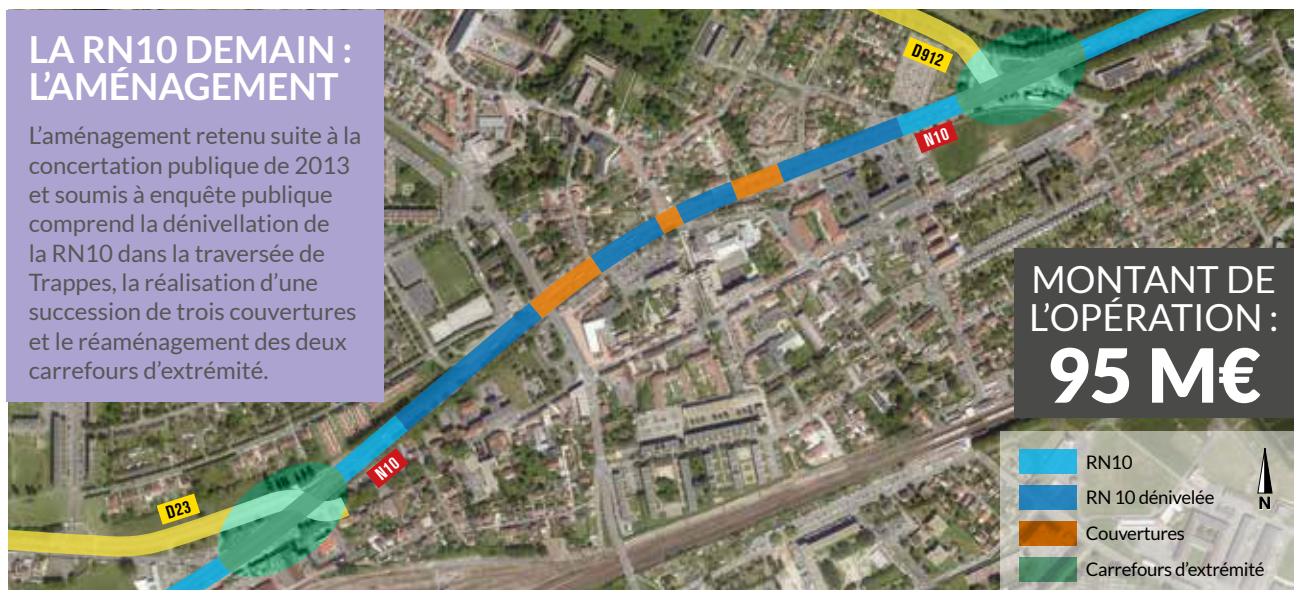 LA RN10 DEMAIN :
L'AMÉNAGEMENT
L'aménagement retenu suite à la
concertation publique de 2013
et soumis à enquête publique
comprend la dénivellation de
la RN10 dans la traversée de
Trappes, la réalisation d'une
succession de trois couvertures
et le réaménagement des deux
carrefours d'extrémité.
D912
N10
MONTANT DE
L'OPÉRATION :
95 M€
N10
D23
RN10
RN 10 dénivelée
Couvertures
Carrefours d'extrémité
N